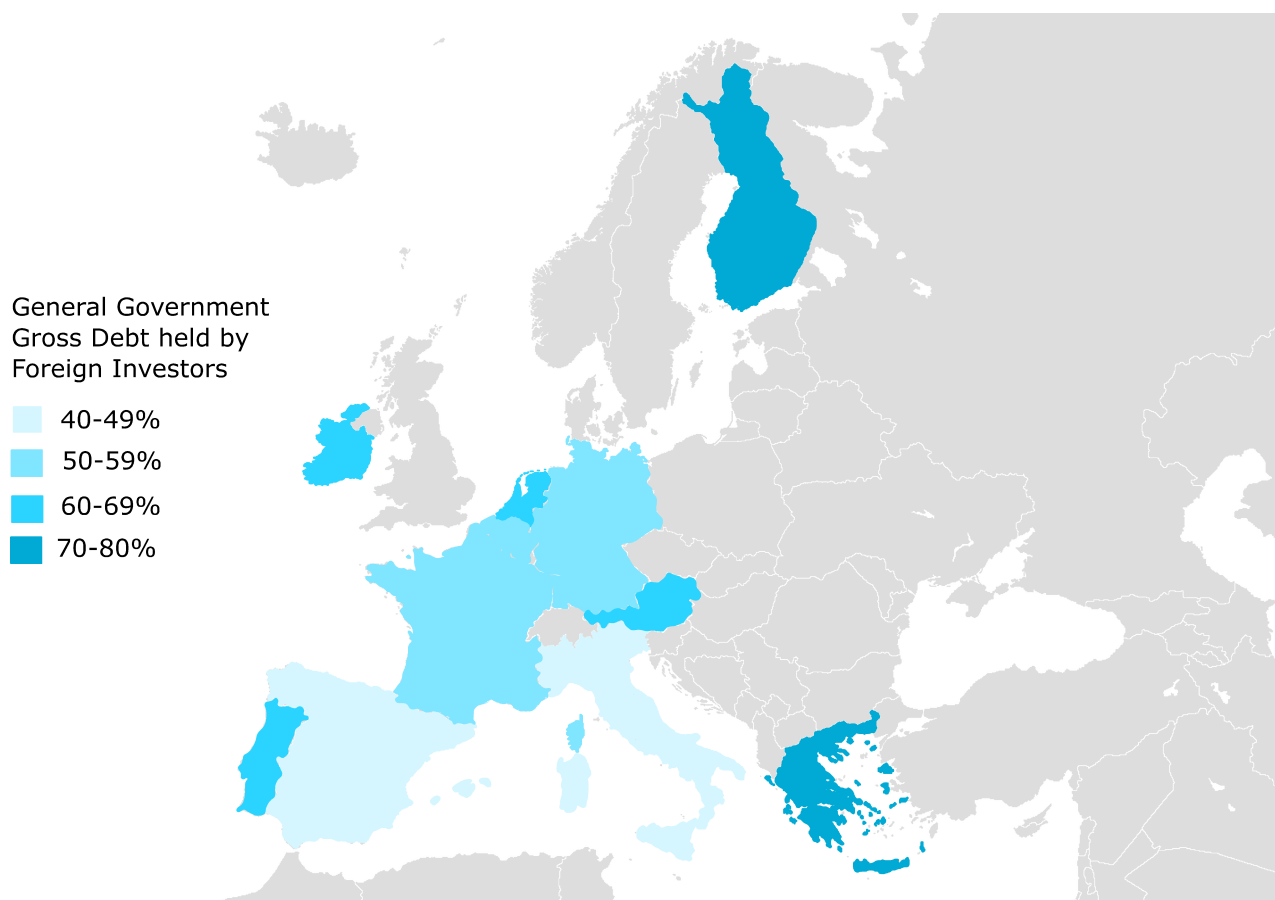 General Government
Gross Debt held by
Foreign Investors
40-49%
50-59%
60-69%
70-80%